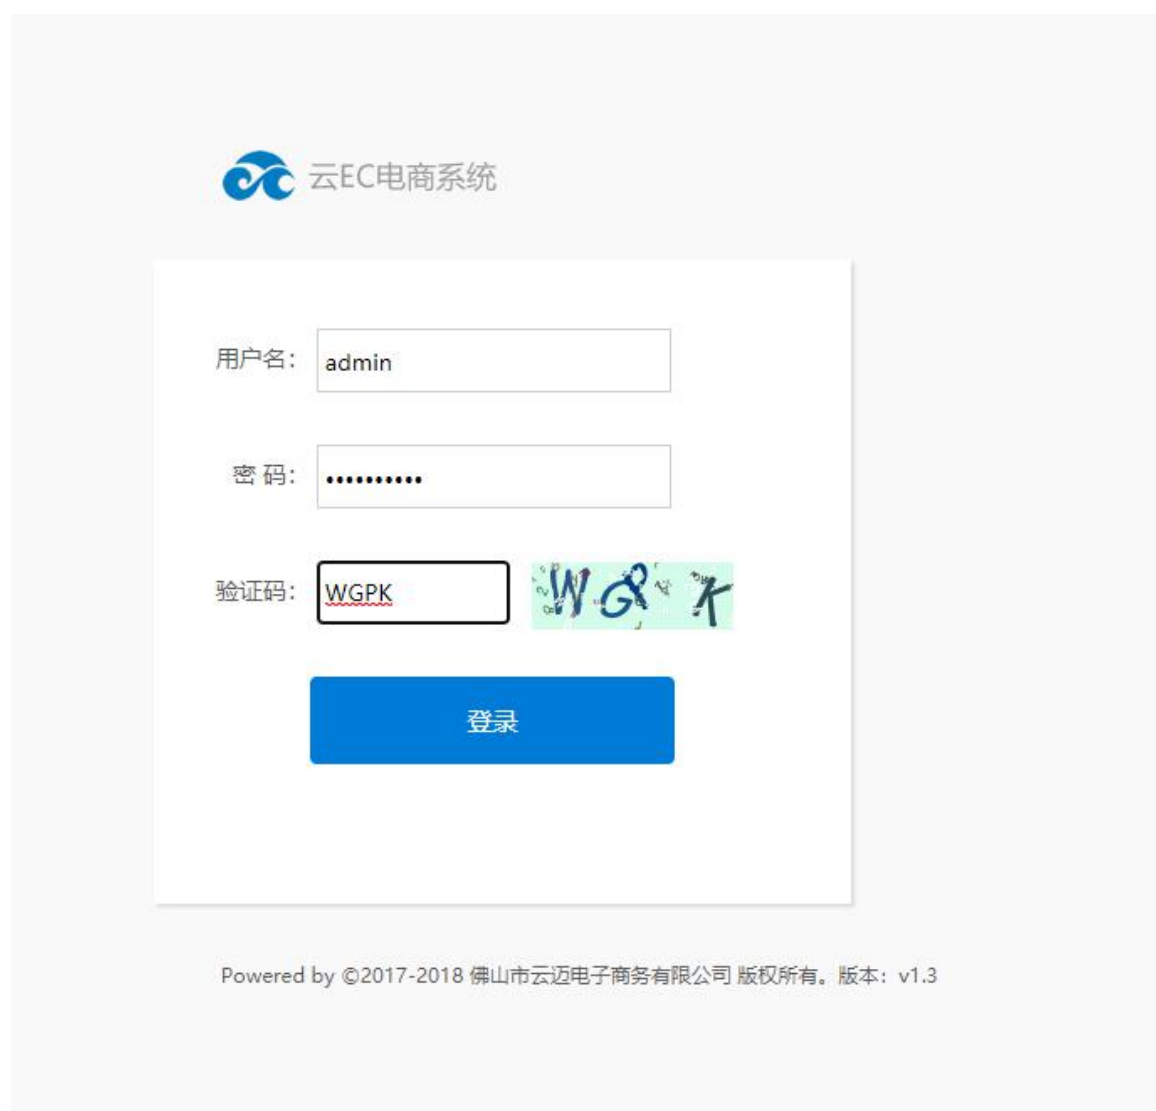 云EC电商系统
用户名： admin
密 码： ••••••••••
验证码： WGPK WGPK
登录
Powered by ©2017-2018 佛山市云迈电子商务有限公司 版权所有。版本：v1.3